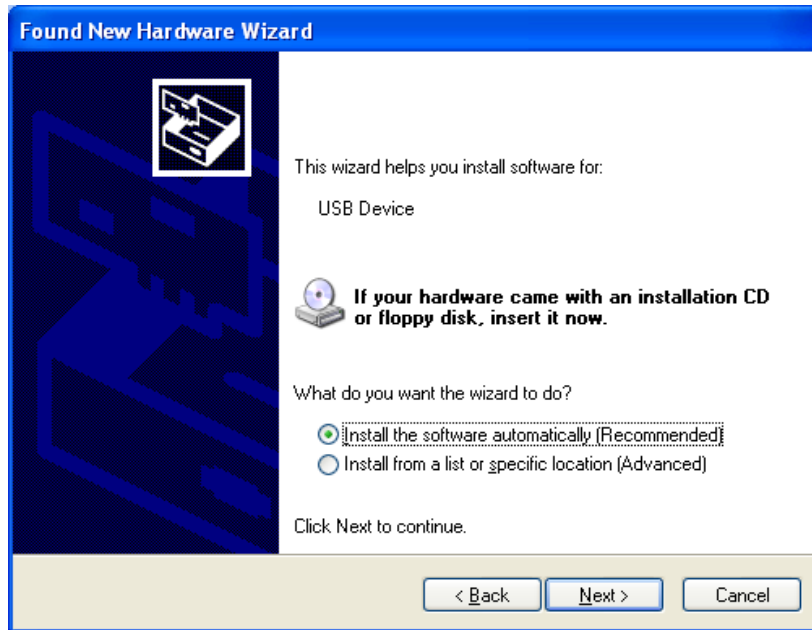 Found New Hardware Wizard
This wizard helps you install software for:
USB Device
If your hardware came with an installation CD
or floppy disk, insert it now.
What do you want the wizard to do?
Install the software automatically (Recommended)
Install from a list or specific location (Advanced)
Click Next to continue.
< Back
Next >
Cancel